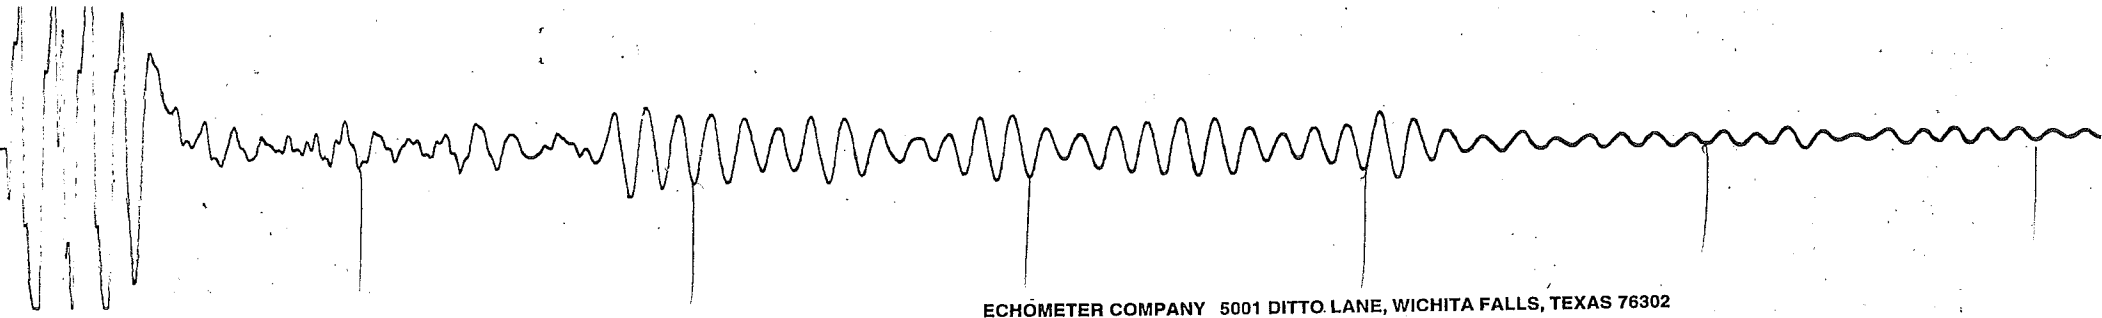 ECHOMETER COMPANY 5001 DITTO LANE, WICHITA FALLS, TEXAS 76302